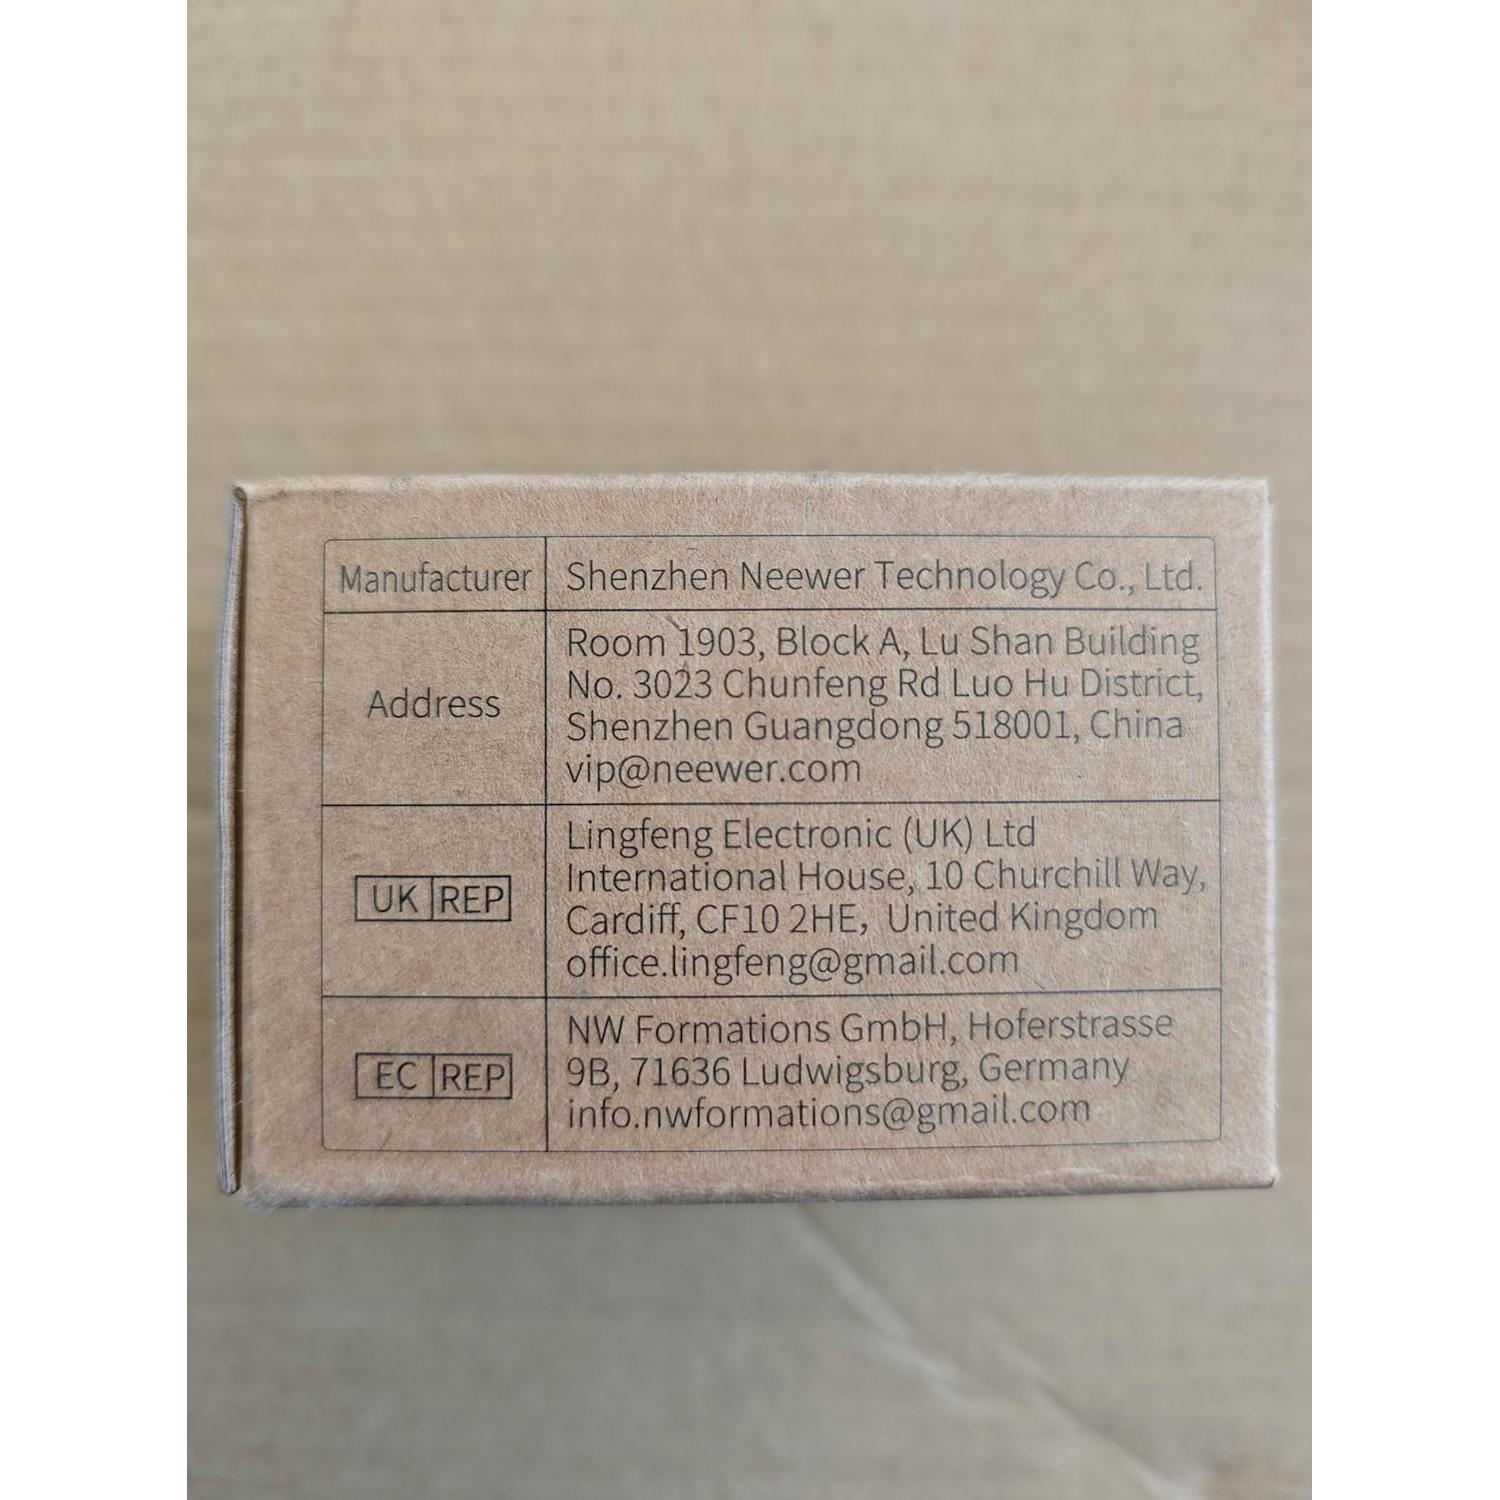 Manufacturer
Shenzhen Neewer Technology Co., Ltd.
Address
Room 1903, Block A, Lu Shan Building
No. 3023 Chunfeng Rd Luo Hu District,
Shenzhen Guangdong 518001, China
vip@neewer.com
UK REP
Lingfeng Electronic (UK) Ltd
International House, 10 Churchill Way,
Cardiff, CF10 2HE, United Kingdom
office.lingfeng@gmail.com
EC REP
NW Formations GmbH, Hoferstrasse
9B, 71636 Ludwigsburg, Germany
info.nwformations@gmail.com